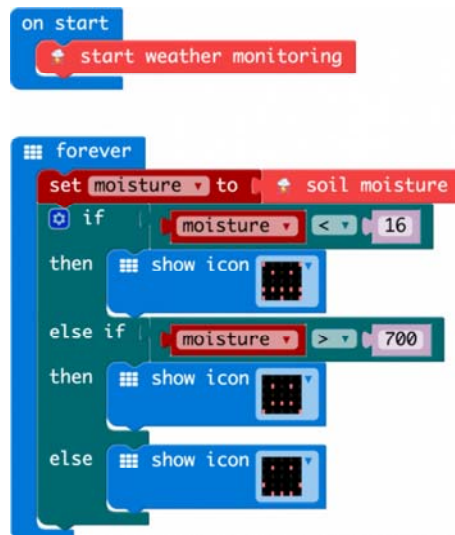 on start
start weather monitoring
forever
set moisture to soil moisture
if moisture < 16
then show icon
else if moisture > 700
then show icon
else show icon